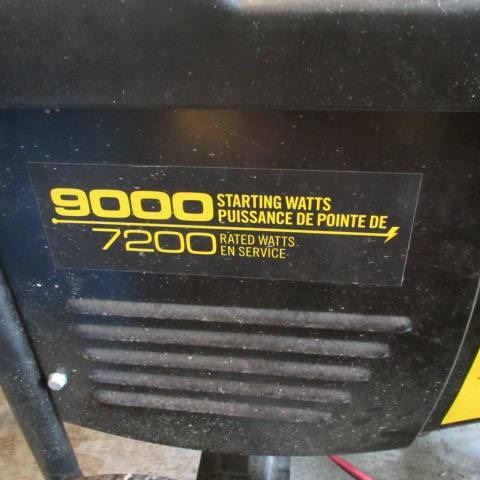 9000 STARTING WATTS
PUISSANCE DE POINTE DE
7200 RATED WATTS
EN SERVICE